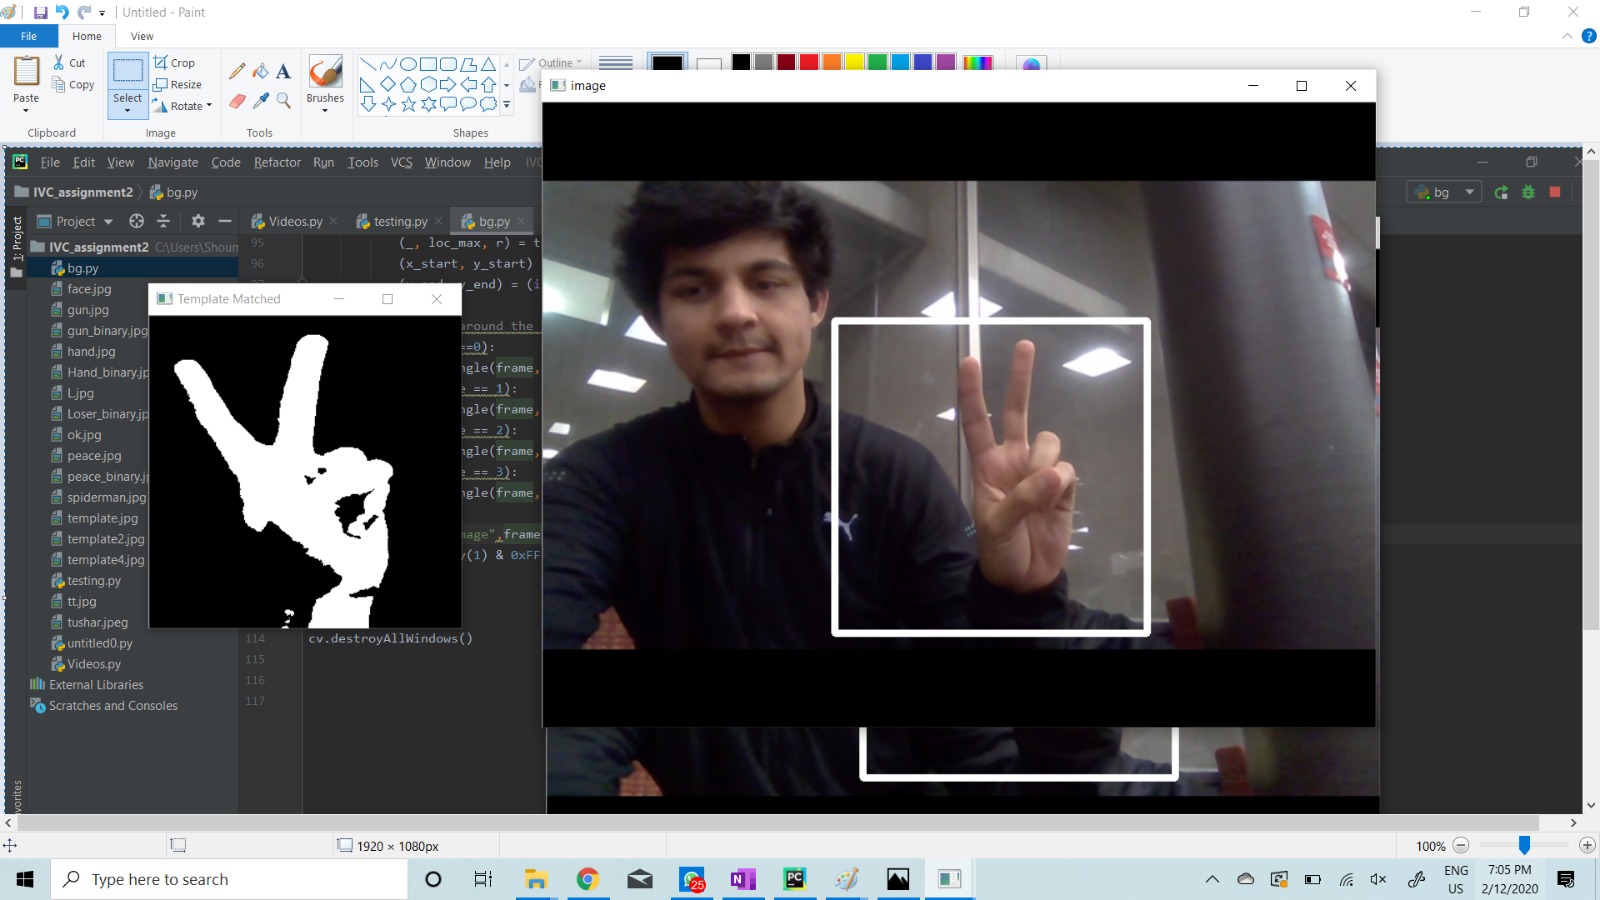 Untitled - Paint
File Home View
Paste
Cut
Copy
Clipboard
Select
Crop
Resize
Rotate
Image
Tools
Brushes
Outline
Shapes
image
File Edit View Navigate Code Refactor Run Tools VCS Window Help
IVC_assignment2 bg.py
bg
1: Project
Project
Videos.py testing.py bg.py
IVC_assignment2 C:\Users\Shoun
bg.py
face.jpg
gun.jpg
gun_binary.jpg
hand.jpg
Hand_binary.jp
L.jpg
Loser_binary.jp
ok.jpg
peace.jpg
peace_binary.j
spiderman.jpg
template.jpg
template2.jpg
template4.jpg
testing.py
tt.jpg
tushar.jpeg
untitled0.py
Videos.py
External Libraries
Scratches and Consoles
95 (_, loc_max, r) = t
96 (x_start, y_start)
_end) = (i
Template Matched
around the
==0):
ngle(frame,
e == 1):
ngle(frame,
e == 2):
ngle(frame,
e == 3):
ngle(frame,
mage",frame
y(1) & 0xFF
114 cv.destroyAllWindows()
115
116
117
1920 × 1080px
100%
Type here to search
25
ENG
US
7:05 PM
2/12/2020